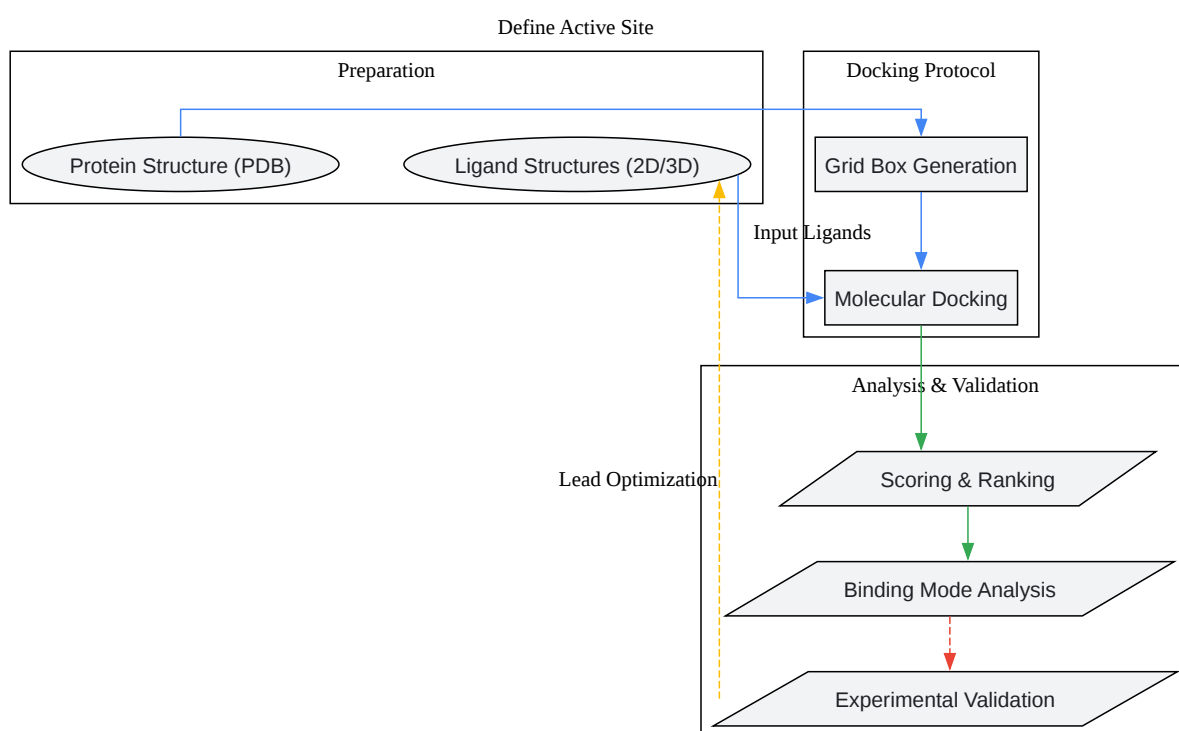 Define Active Site
Preparation
Docking Protocol
Protein Structure (PDB)
Ligand Structures (2D/3D)
Grid Box Generation
Input Ligands
Molecular Docking
Analysis & Validation
Lead Optimization
Scoring & Ranking
Binding Mode Analysis
Experimental Validation